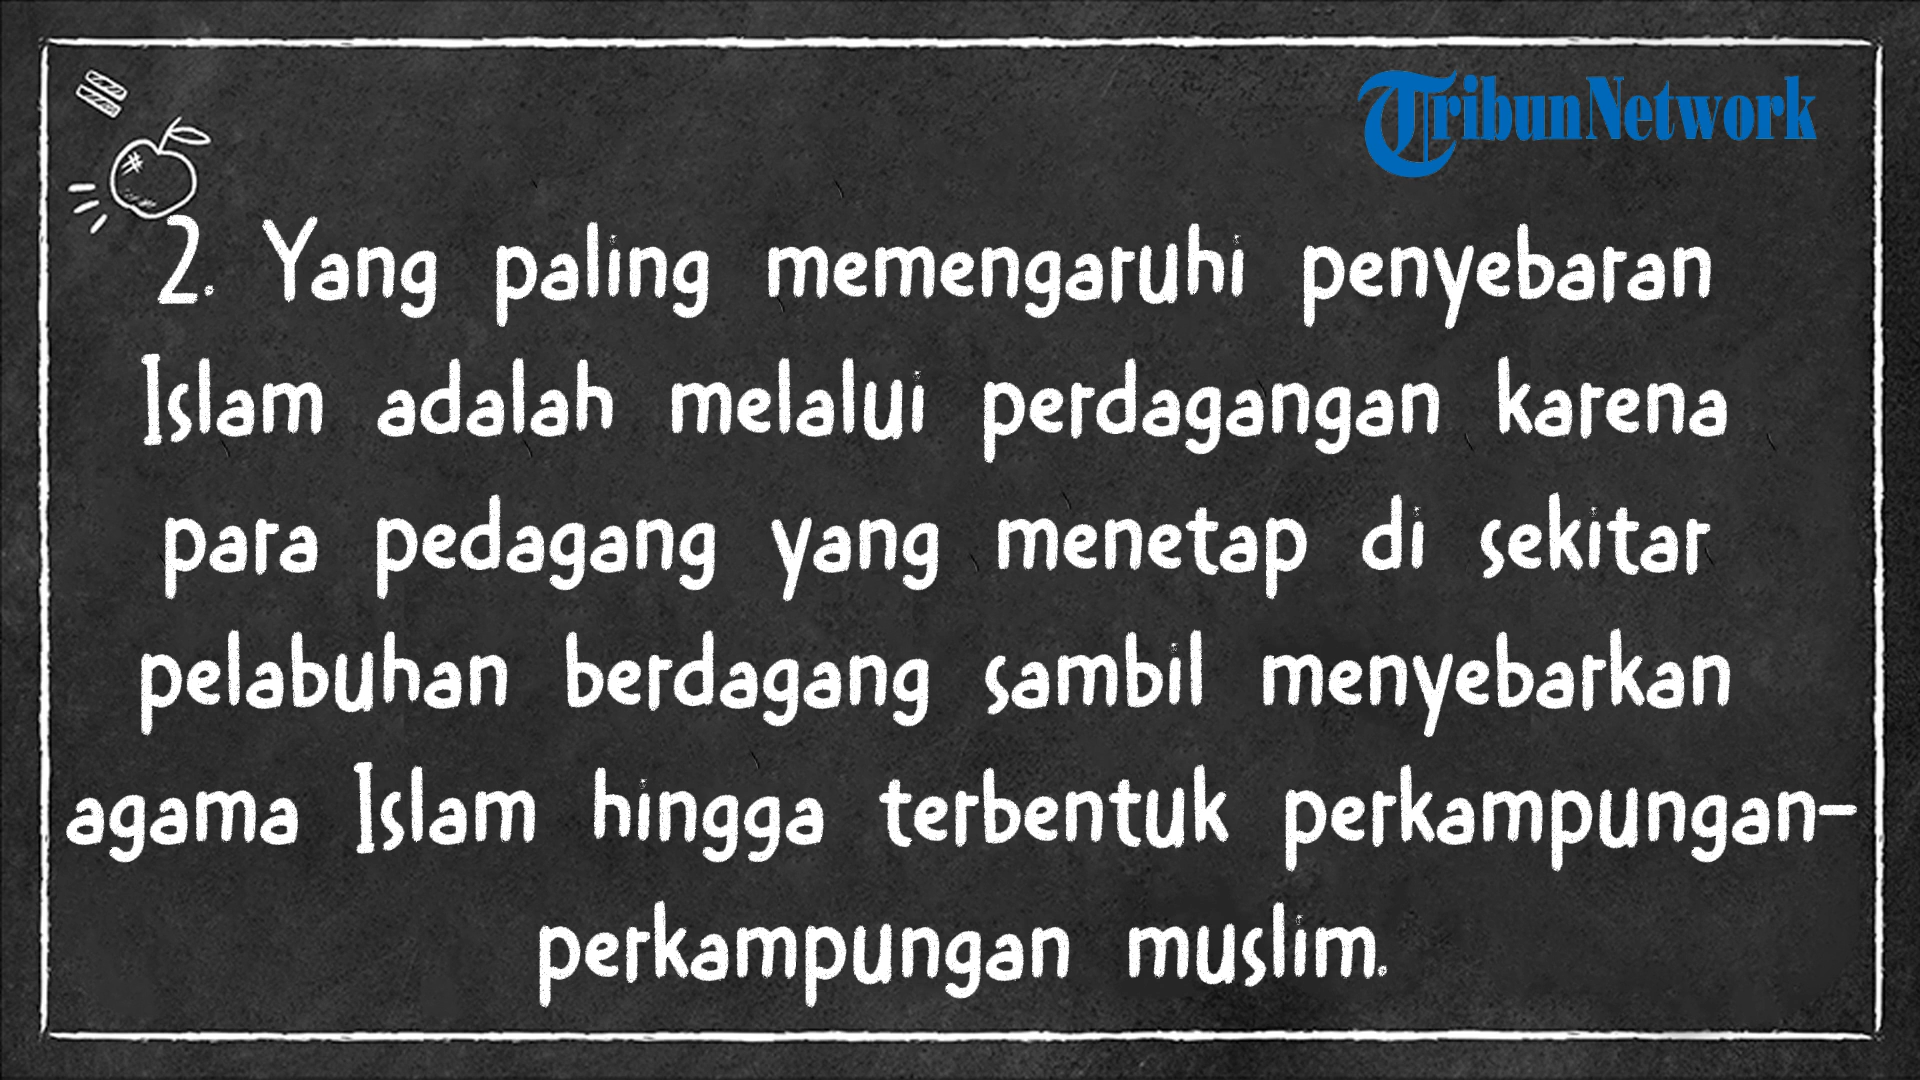 TribunNetwork
2. Yang paling memengaruhi penyebaran
Islam adalah melalui perdagangan karena
para pedagang yang menetap di sekitar
pelabuhan berdagang sambil menyebarkan
agama Islam hingga terbentuk perkampungan-
perkampungan muslim.